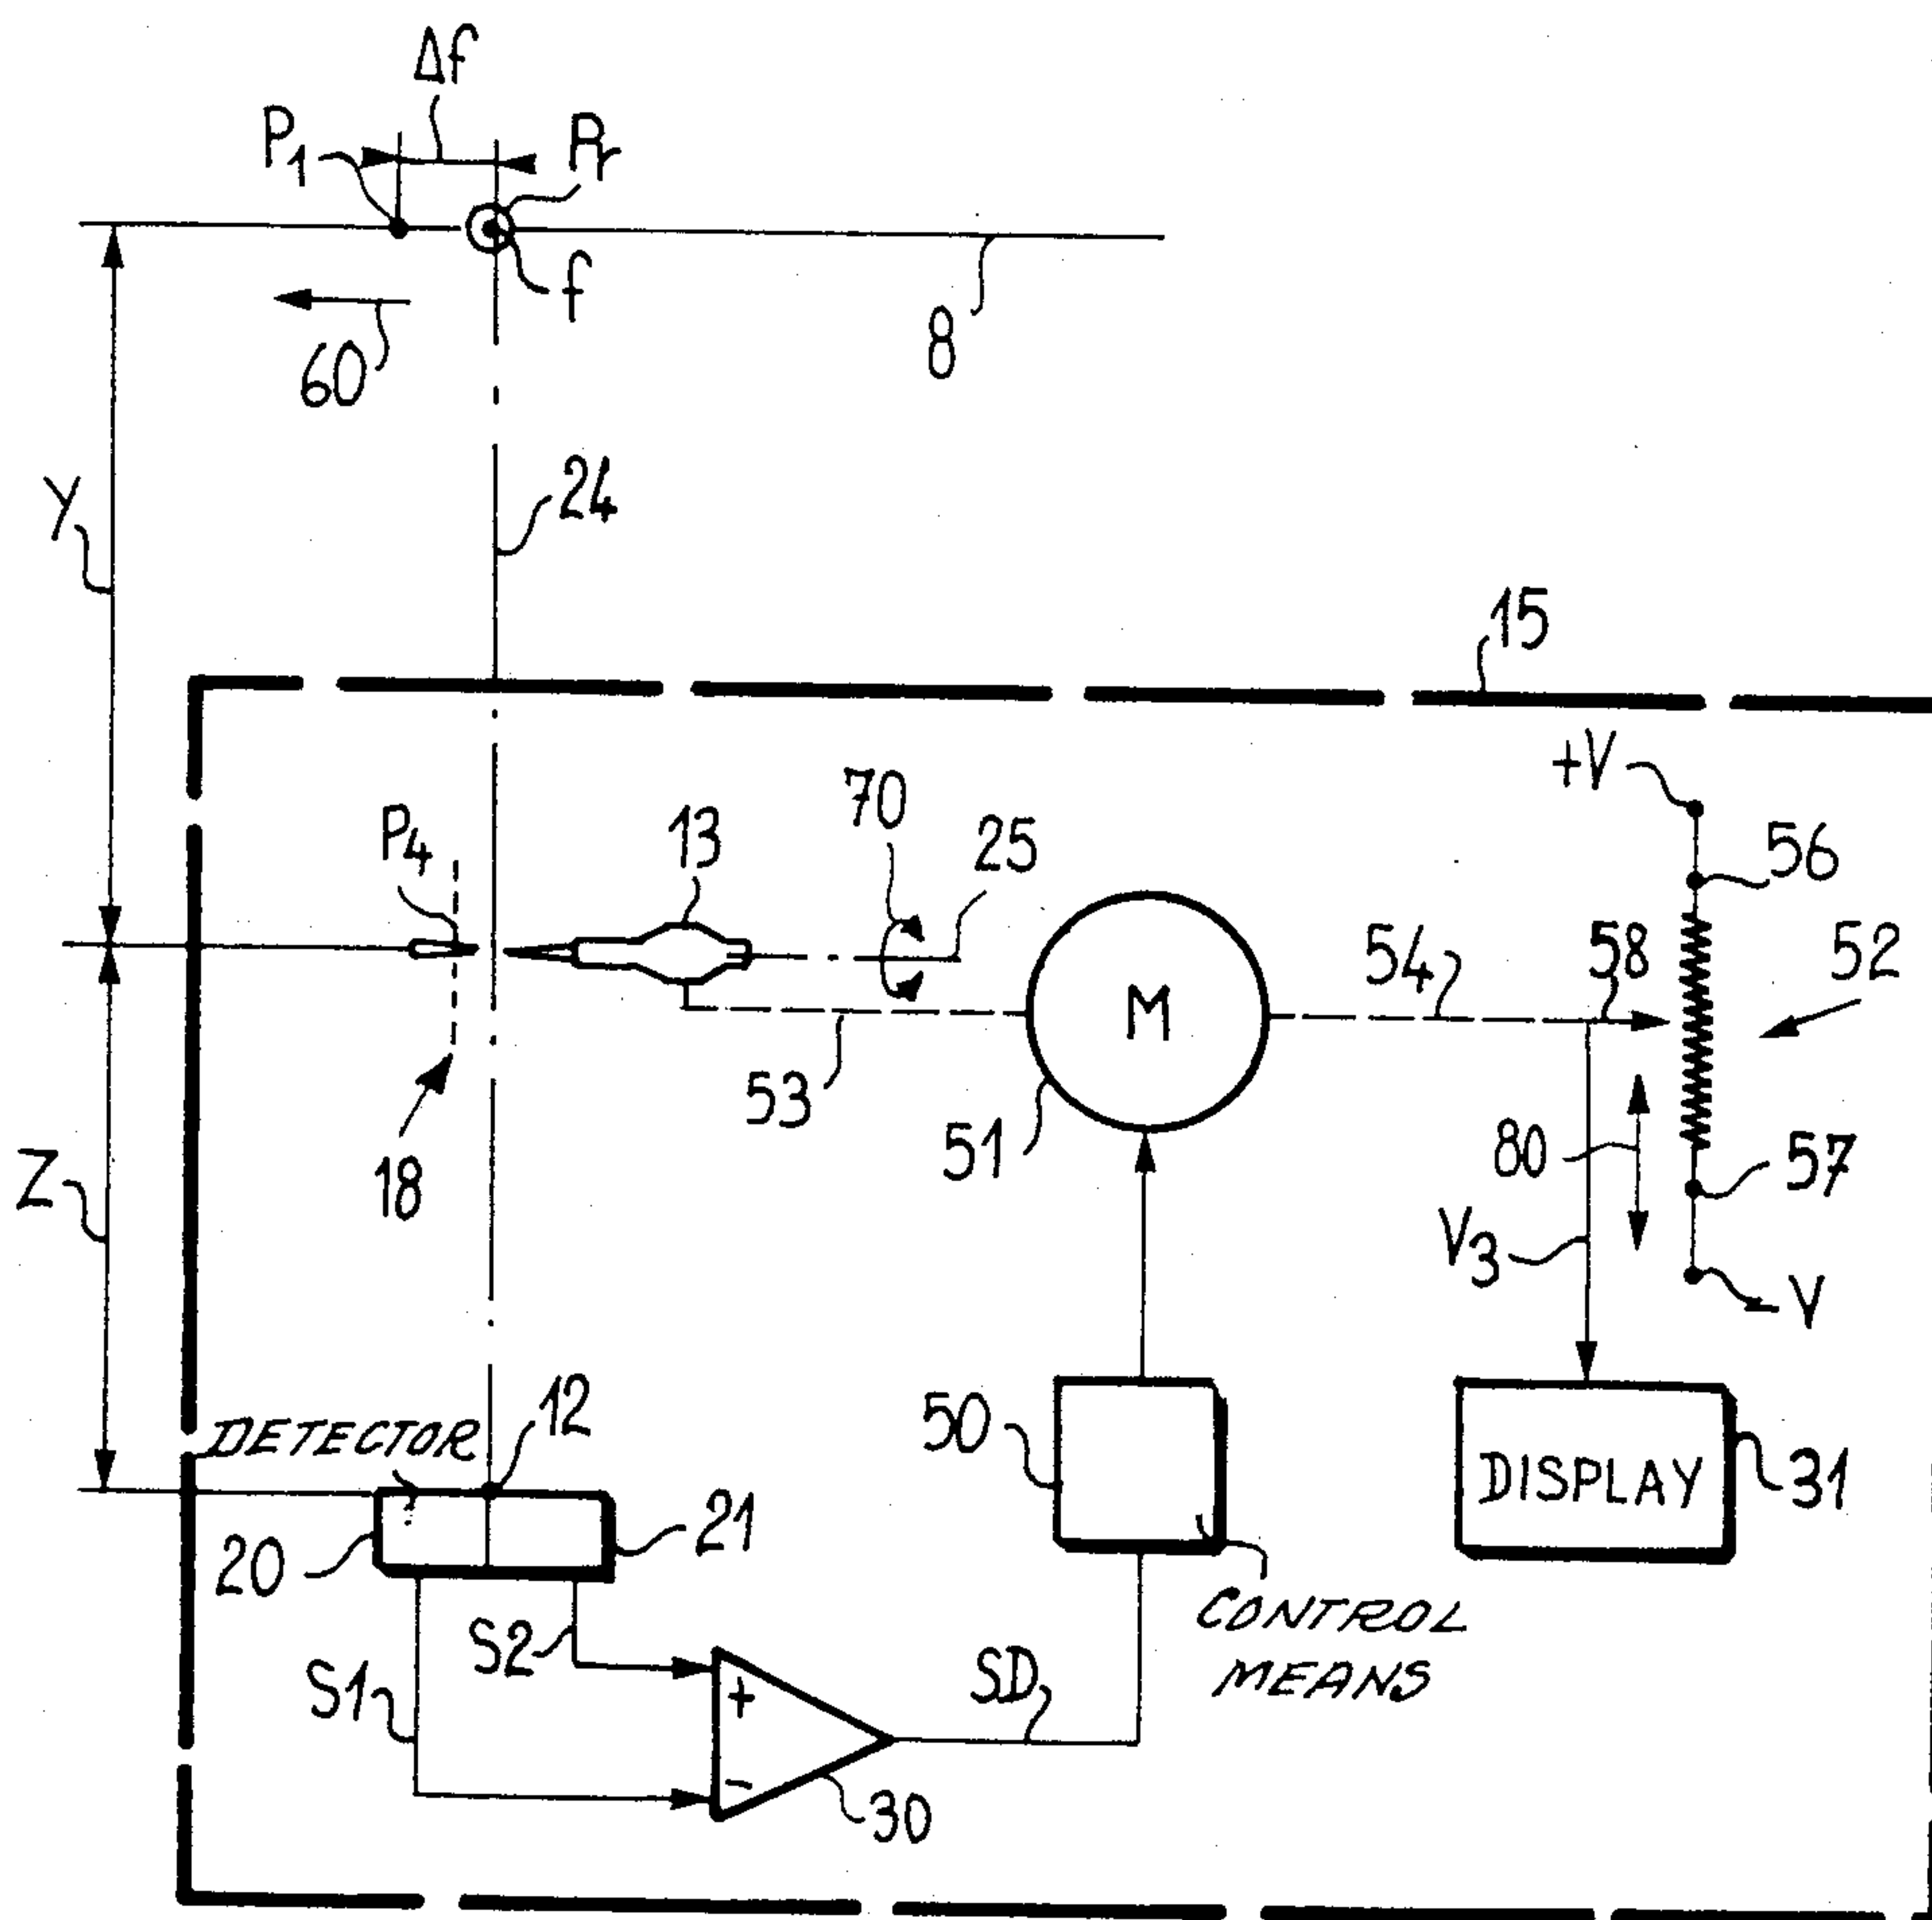 Δf
P1
Pr
f
60
8
Y
24
15
+V
70
P4
13
25
56
54
58
52
M
53
51
18
80
57
Z
V3
- V
DETECTOR
12
50
DISPLAY
31
20
21
CONTROL
MEANS
S2
S1
SD
+
-
30